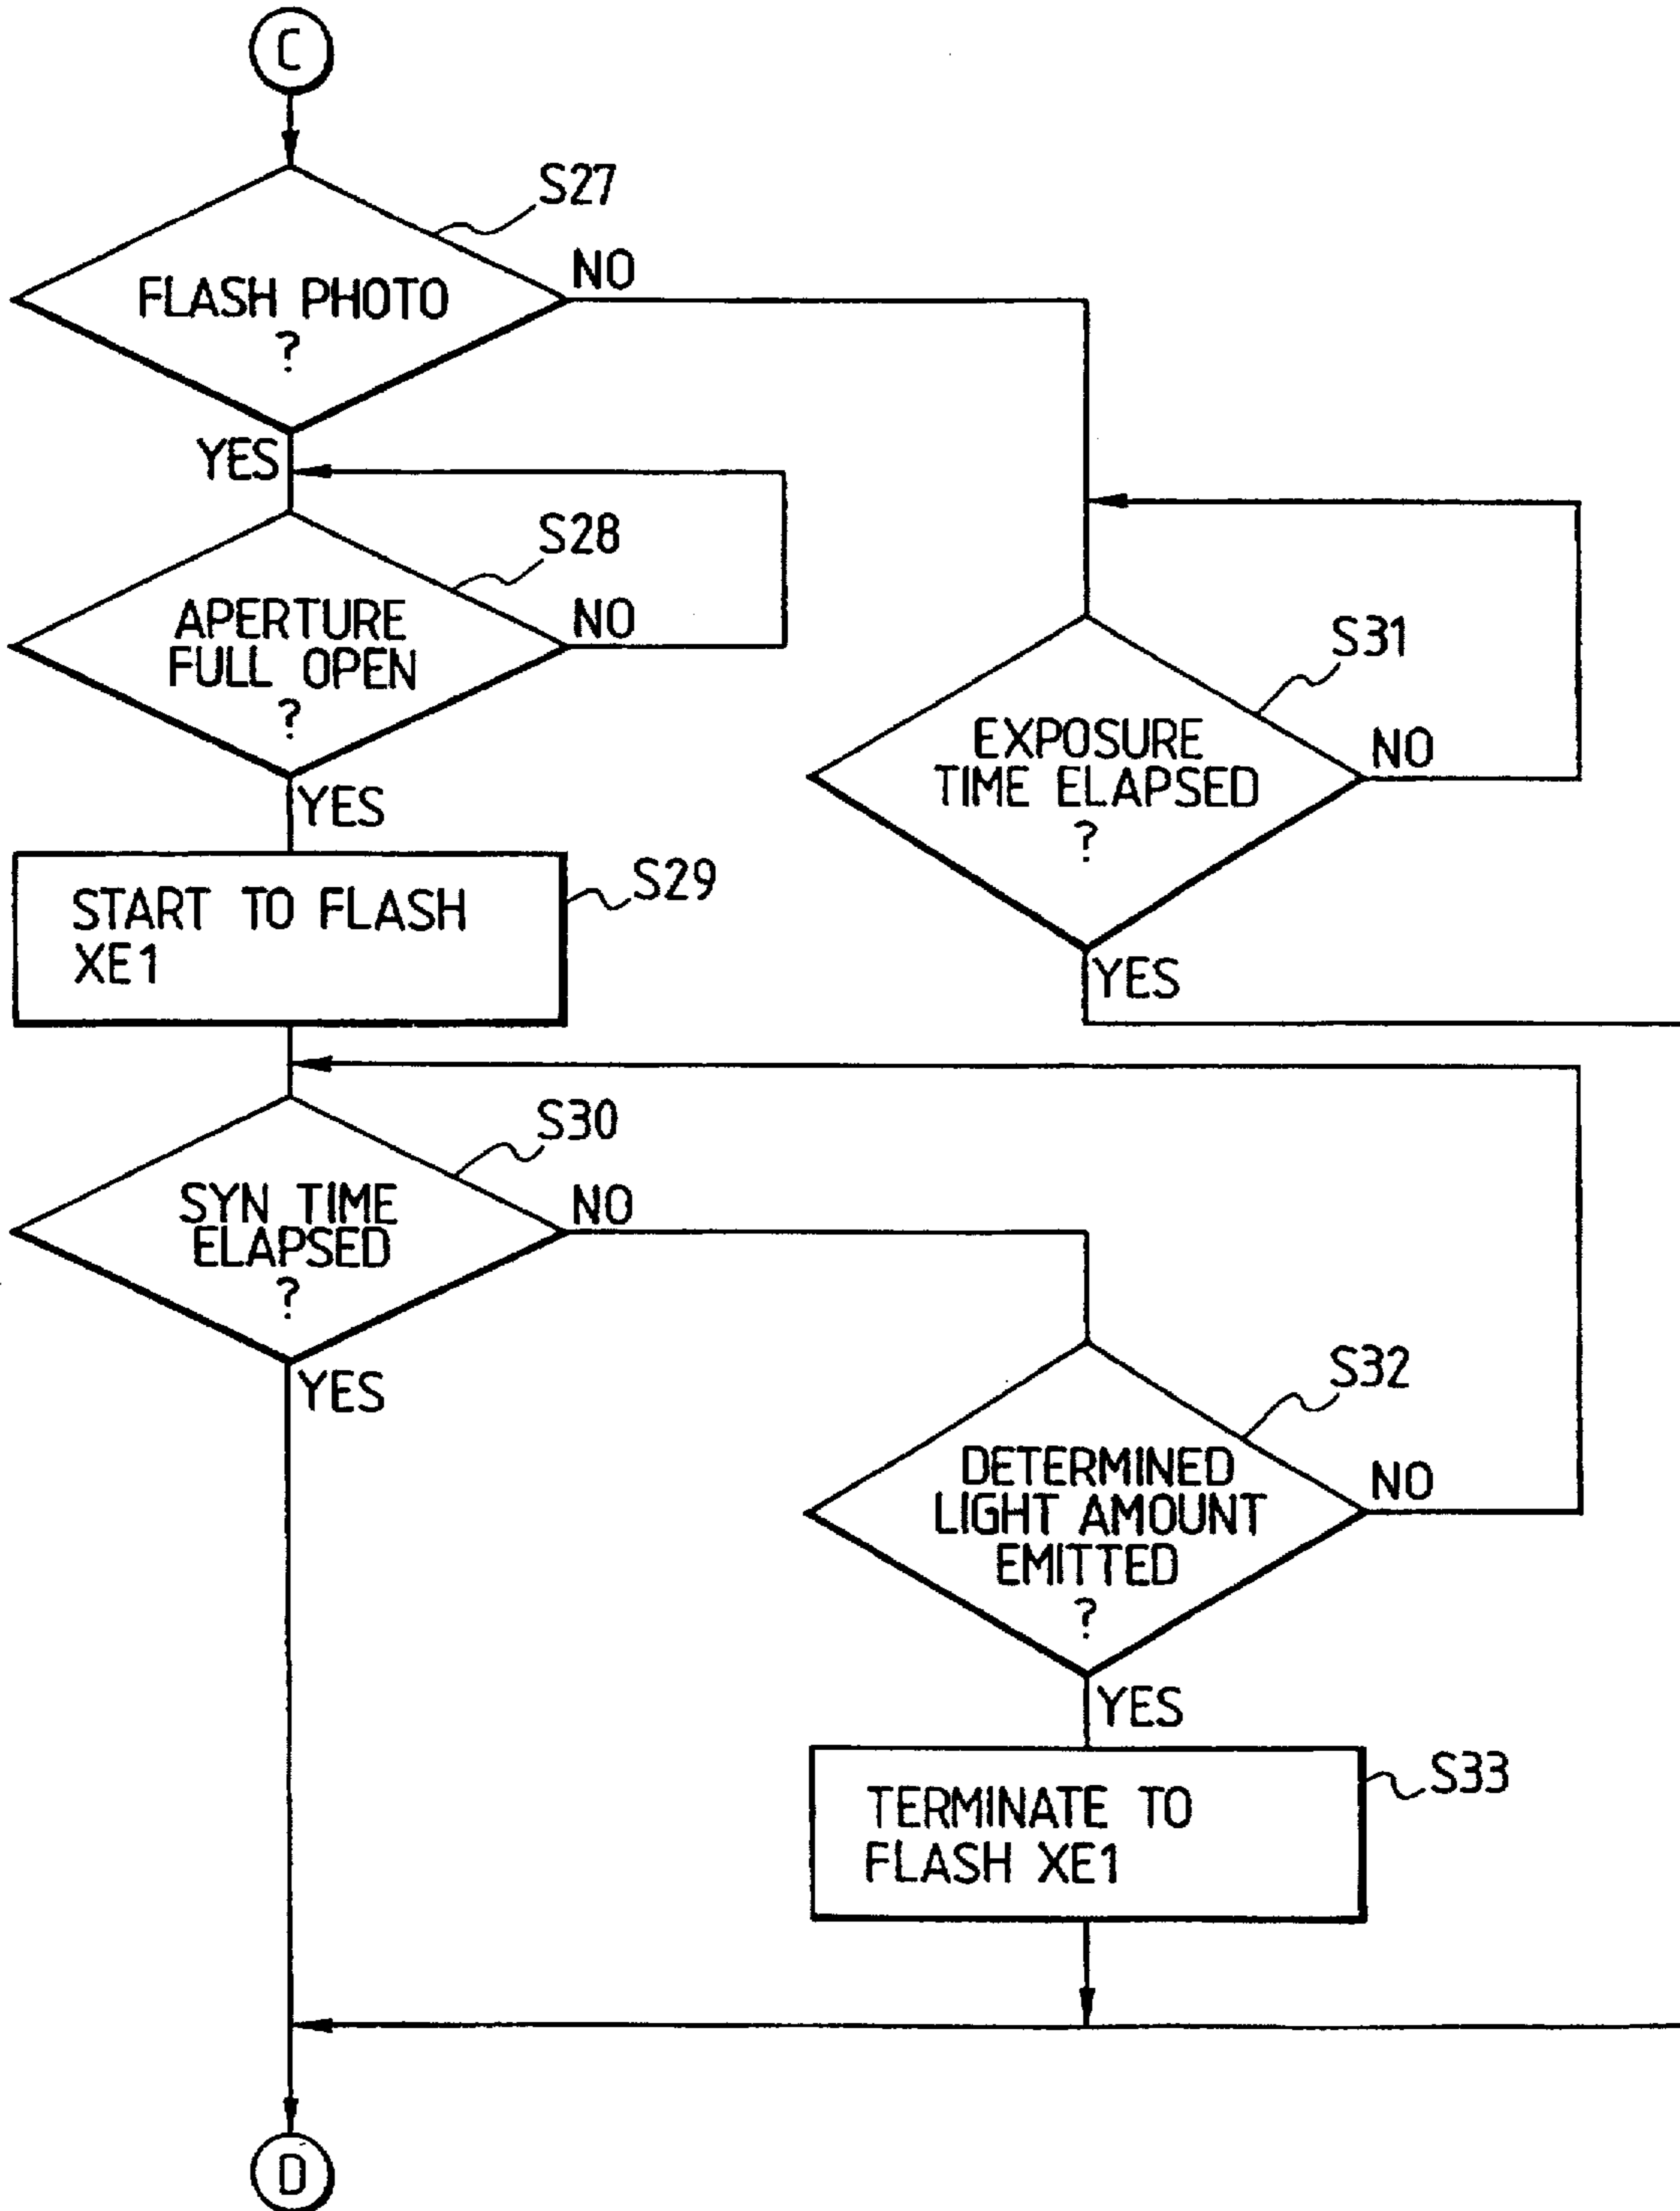 C
S27
FLASH PHOTO
?
NO
YES
S28
APERTURE
FULL OPEN
?
NO
YES
S31
EXPOSURE
TIME ELAPSED
?
NO
YES
S29
START TO FLASH
XE1
S30
SYN TIME
ELAPSED
?
NO
YES
S32
DETERMINED
LIGHT AMOUNT
EMITTED
?
NO
YES
S33
TERMINATE TO
FLASH XE1
D